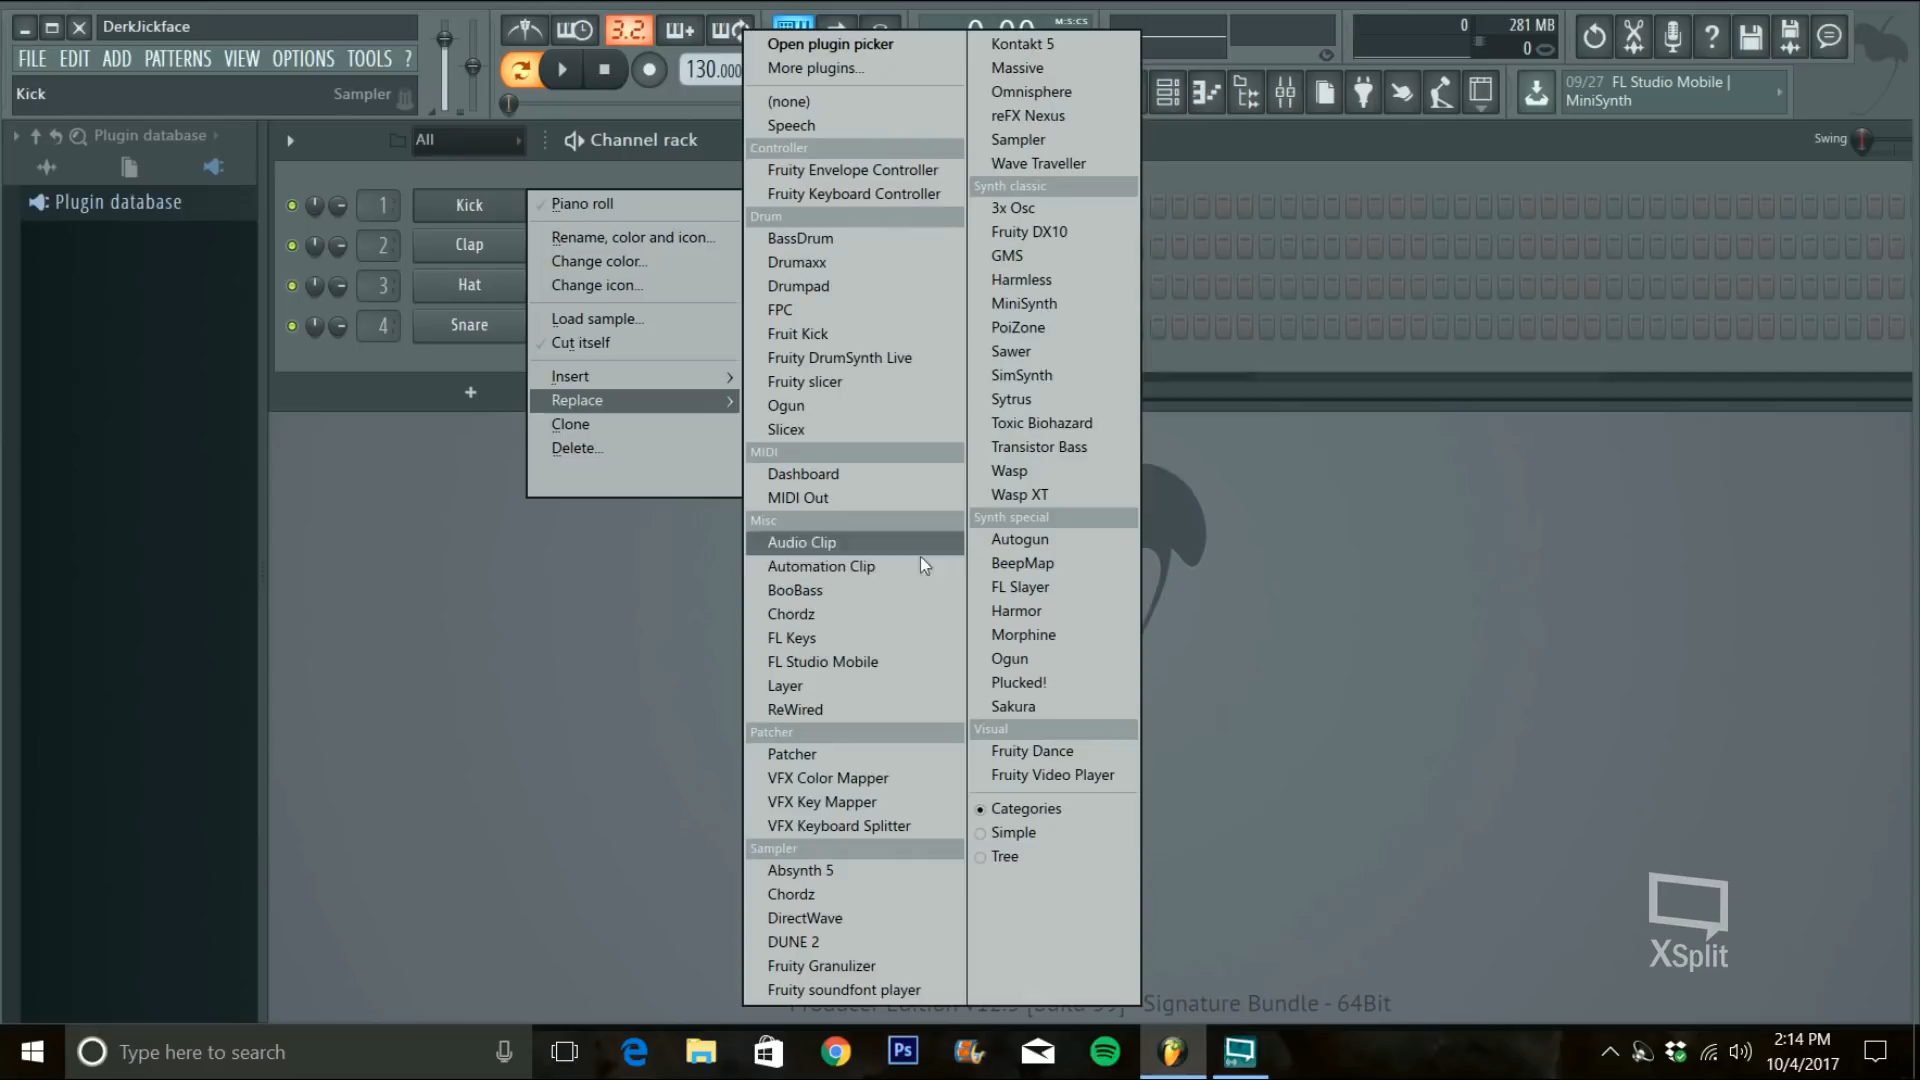 DerkJickface
FILE EDIT ADD PATTERNS VIEW OPTIONS TOOLS ?
Kick Sampler
3.2.
130.000
M:S:CS
0 281 MB
0
09/27 FL Studio Mobile |
MiniSynth
Plugin database
Plugin database
All
Channel rack
Swing
1 Kick
2 Clap
3 Hat
4 Snare
+
Piano roll
Rename, color and icon...
Change color...
Change icon...
Load sample...
Cut itself
Insert
Replace
Clone
Delete...
Open plugin picker
More plugins...
(none)
Speech
Controller
Fruity Envelope Controller
Fruity Keyboard Controller
Drum
BassDrum
Drumaxx
Drumpad
FPC
Fruit Kick
Fruity DrumSynth Live
Fruity slicer
Ogun
Slicex
MIDI
Dashboard
MIDI Out
Misc
Audio Clip
Automation Clip
BooBass
Chordz
FL Keys
FL Studio Mobile
Layer
ReWired
Patcher
Patcher
VFX Color Mapper
VFX Key Mapper
VFX Keyboard Splitter
Sampler
Absynth 5
Chordz
DirectWave
DUNE 2
Fruity Granulizer
Fruity soundfont player
Kontakt 5
Massive
Omnisphere
reFX Nexus
Sampler
Wave Traveller
Synth classic
3x Osc
Fruity DX10
GMS
Harmless
MiniSynth
PoiZone
Sawer
SimSynth
Sytrus
Toxic Biohazard
Transistor Bass
Wasp
Wasp XT
Synth special
Autogun
BeepMap
FL Slayer
Harmor
Morphine
Ogun
Plucked!
Sakura
Visual
Fruity Dance
Fruity Video Player
Categories
Simple
Tree
XSplit
Signature Bundle - 64Bit
Type here to search
Ps
2:14 PM
10/4/2017